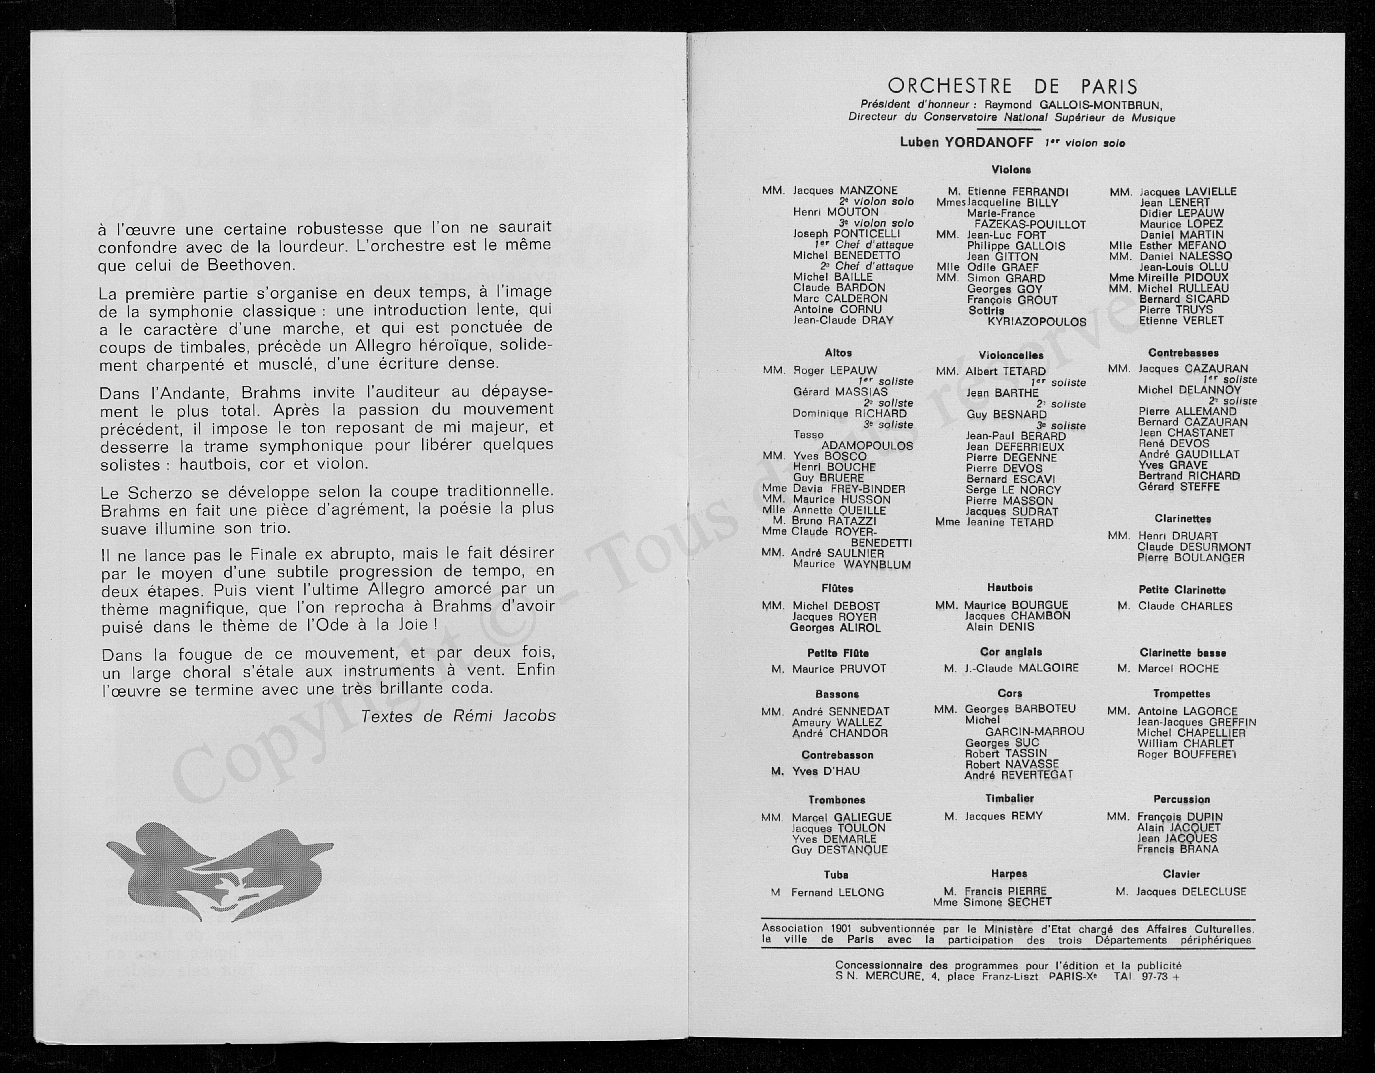 à l'œuvre une certaine robustesse que l'on ne saurait
confondre avec de la lourdeur. L'orchestre est le même
que celui de Beethoven.
La première partie s'organise en deux temps, à l'image
de la symphonie classique : une introduction lente, qui
a le caractère d'une marche, et qui est ponctuée de
coups de timbales, précède un Allegro héroïque, solide-
ment charpenté et musclé, d'une écriture dense.
Dans l'Andante, Brahms invite l'auditeur au dépayse-
ment le plus total. Après la passion du mouvement
précédent, il impose le ton reposant de mi majeur, et
desserre la trame symphonique pour libérer quelques
solistes : hautbois, cor et violon.
Le Scherzo se développe selon la coupe traditionnelle.
Brahms en fait une pièce d'agrément, la poésie la plus
suave illumine son trio.
Il ne lance pas le Finale ex abrupto, mais le fait désirer
par le moyen d'une subtile progression de tempo, en
deux étapes. Puis vient l'ultime Allegro amorcé par un
thème magnifique, que l'on reprocha à Brahms d'avoir
puisé dans le thème de l'Ode à la Joie !
Dans la fougue de ce mouvement, et par deux fois,
un large choral s'étale aux instruments à vent. Enfin
l'œuvre se termine avec une très brillante coda.
Textes de Rémi Jacobs
Copyright © - Tous droits réservé
ORCHESTRE DE PARIS
Président d'honneur : Raymond GALLOIS-MONTBRUN,
Directeur du Conservatoire National Supérieur de Musique
Luben YORDANOFF 1er violon solo
Violons
MM. Jacques MANZONE
2e violon solo
Henri MOUTON
3e violon solo
Joseph PONTICELLI
1er Chef d'attaque
Michel BENEDETTO
2e Chef d'attaque
Michel BAILLE
Claude BARDON
Marc CALDERON
Antoine CORNU
Jean-Claude DRAY
M. Etienne FERRANDI
Mmes Jacqueline BILLY
Marie-France
FAZEKAS-POUILLOT
MM. Jean-Luc FORT
Philippe GALLOIS
Jean GITTON
Mlle Odile GRAEF
MM. Simon GRARD
Georges GOY
François GROUT
Sotiris
KYRIAZOPOULOS
MM. Jacques LAVIELLE
Jean LENERT
Didier LEPAUW
Maurice LOPEZ
Daniel MARTIN
Mlle Esther MEFANO
MM. Daniel NALESSO
Jean-Louis OLLU
Mme Mireille PIDOUX
MM. Michel RULLEAU
Bernard SICARD
Pierre TRUYS
Etienne VERLET
Altos
MM. Roger LEPAUW
1er soliste
Gérard MASSIAS
2e soliste
Dominique RICHARD
3e soliste
Tasso
ADAMOPOULOS
MM. Yves BOSCO
Henri BOUCHE
Guy BRUERE
Mme Davia FREY-BINDER
MM. Maurice HUSSON
Mlle Annette QUEILLE
M. Bruno RATAZZI
Mme Claude ROYER-
BENEDETTI
MM. André SAULNIER
Maurice WAYNBLUM
Violoncelles
MM. Albert TETARD
1er soliste
Jean BARTHE
2e soliste
Guy BESNARD
3e soliste
Jean-Paul BERARD
Jean DEFERRIEUX
Pierre DEGENNE
Pierre DEVOS
Bernard ESCAVI
Serge LE NORCY
Pierre MASSON
Jacques SUDRAT
Mme Jeanine TETARD
Contrebasses
MM. Jacques CAZAURAN
1er soliste
Michel DELANNOY
2e soliste
Pierre ALLEMAND
Bernard CAZAURAN
Jean CHASTANET
René DEVOS
André GAUDILLAT
Yves GRAVE
Bertrand RICHARD
Gérard STEFFE
Clarinettes
MM. Henri DRUART
Claude DESURMONT
Pierre BOULANGER
Flûtes
MM. Michel DEBOST
Jacques ROYER
Georges ALIROL
Hautbois
MM. Maurice BOURGUE
Jacques CHAMBON
Alain DENIS
Petite Clarinette
M. Claude CHARLES
Petite Flûte
M. Maurice PRUVOT
Cor anglais
M. J.-Claude MALGOIRE
Clarinette basse
M. Marcel ROCHE
Bassons
MM. André SENNEDAT
Amaury WALLEZ
André CHANDOR
Contrebasson
M. Yves D'HAU
Cors
MM. Georges BARBOTEU
Michel
GARCIN-MARROU
Georges SUC
Robert TASSIN
Robert NAVASSE
André REVERTEGAT
Trompettes
MM. Antoine LAGORCE
Jean-Jacques GREFFIN
Michel CHAPELLIER
William CHARLET
Roger BOUFFEREI
Trombones
MM Marcel GALIEGUE
Jacques TOULON
Yves DEMARLE
Guy DESTANQUE
Timbalier
M. Jacques REMY
Percussion
MM. François DUPIN
Alain JACQUET
Jean JACQUES
Francis BRANA
Tuba
M Fernand LELONG
Harpes
M. Francis PIERRE
Mme Simone SECHET
Clavier
M. Jacques DELECLUSE
Association 1901 subventionnée par le Ministère d'Etat chargé des Affaires Culturelles.
la ville de Paris avec la participation des trois Départements périphériques
Concessionnaire des programmes pour l'édition et la publicité
S N. MERCURE, 4, place Franz-Liszt PARIS-Xe TAI 97-73 +